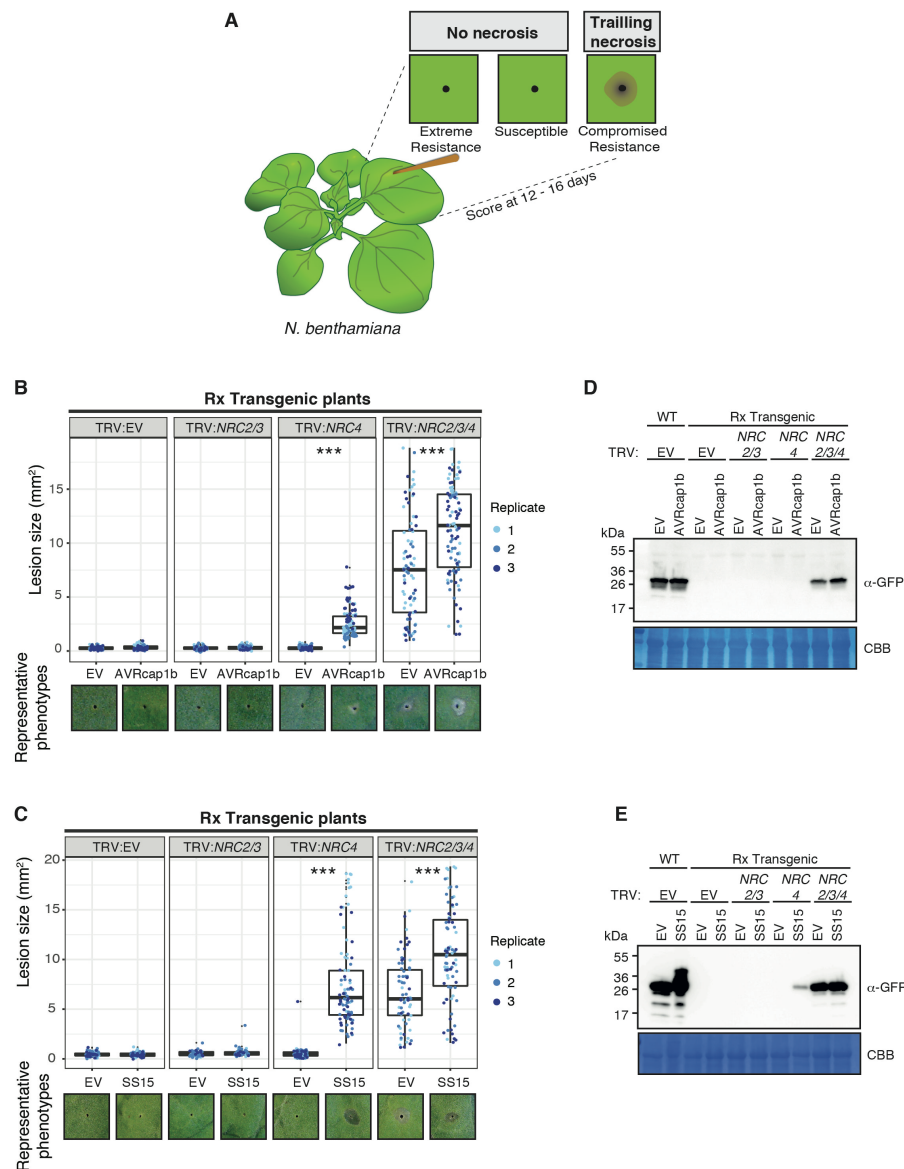 A
No necrosis
Trailling
necrosis
Extreme
Resistance
Susceptible
Compromised
Resistance
Score at 12 - 16 days
N. benthamiana
B
Rx Transgenic plants
TRV:EV
TRV:NRC2/3
TRV:NRC4
TRV:NRC2/3/4
***
***
Lesion size (mm²)
15
10
5
0
EV AVRcap1b EV AVRcap1b EV AVRcap1b EV AVRcap1b
Replicate
1
2
3
Representative
phenotypes
C
Rx Transgenic plants
TRV:EV
TRV:NRC2/3
TRV:NRC4
TRV:NRC2/3/4
***
***
Lesion size (mm²)
20
15
10
5
0
EV SS15 EV SS15 EV SS15 EV SS15
Replicate
1
2
3
Representative
phenotypes
D
WT Rx Transgenic
NRC NRC NRC
TRV: EV EV 2/3 4 2/3/4
EV AVRcap1b EV AVRcap1b EV AVRcap1b EV AVRcap1b EV AVRcap1b
kDa
55
36
26
17
α-GFP
CBB
E
WT Rx Transgenic
NRC NRC NRC
TRV: EV EV 2/3 4 2/3/4
EV SS15 EV SS15 EV SS15 EV SS15 EV SS15
kDa
55
36
26
17
α-GFP
CBB